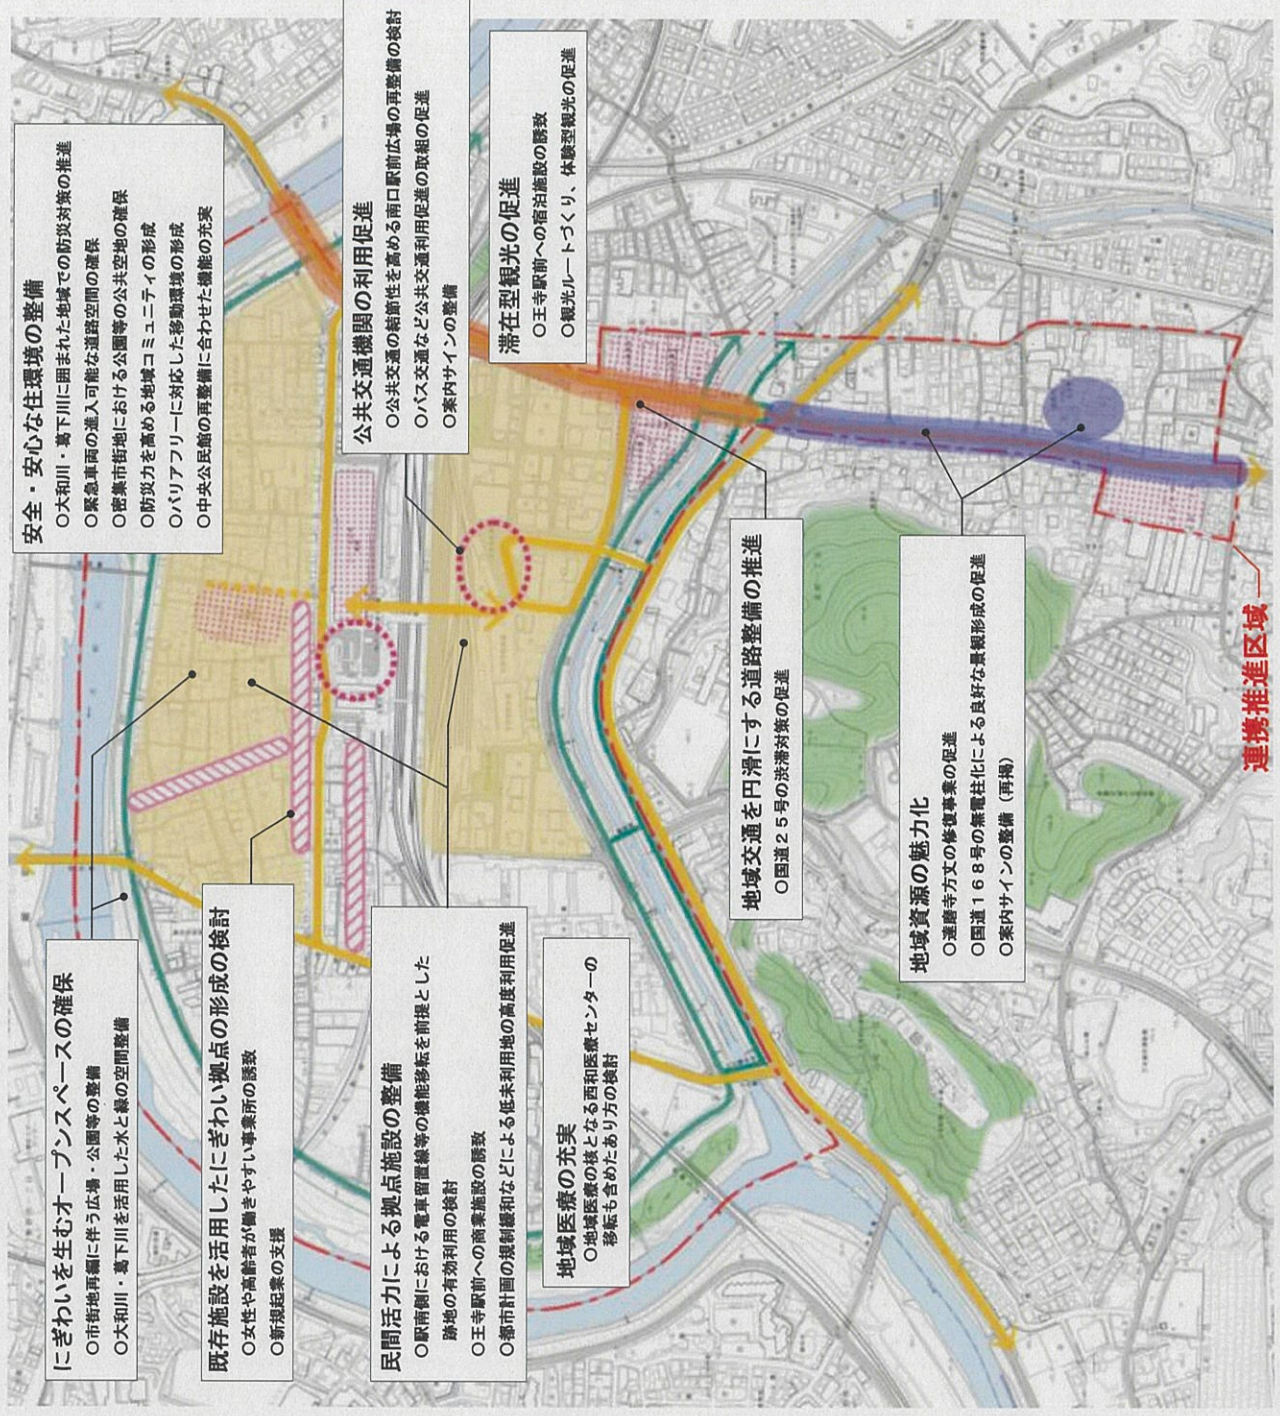 にぎわいを生むオープンスペースの確保
○市街地再編に伴う広場・公園等の整備
○大和川・葛下川を活用した水と緑の空間整備
既存施設を活用したにぎわい拠点の形成の検討
○女性や高齢者が働きやすい事業所の誘致
○新規起業の支援
民間活力による拠点施設の整備
○駅南側における電車留置線等の機能移転を前提とした
跡地の有効利用の検討
○王寺駅前への商業施設の誘致
○都市計画の規制緩和などによる低未利用地の高度利用促進
地域医療の充実
○地域医療の核となる西和医療センターの
移転も含めたあり方の検討
安全・安心な住環境の整備
○大和川・葛下川に囲まれた地域での防災対策の推進
○緊急車両の進入可能な道路空間の確保
○密集市街地における公園等の公共空地の確保
○防災力を高める地域コミュニティの形成
○バリアフリーに対応した移動環境の形成
○中央公民館の再整備に合わせた機能の充実
公共交通機関の利用促進
○公共交通の結節性を高める南口駅前広場の再整備の検討
○バス交通など公共交通利用促進の取組の促進
○案内サインの整備
滞在型観光の促進
○王寺駅前への宿泊施設の誘致
○観光ルートづくり、体験型観光の促進
地域交通を円滑にする道路整備の推進
○国道25号の渋滞対策の促進
地域資源の魅力化
○達磨寺方丈の修復事業の促進
○国道168号の無電柱化による良好な景観形成の促進
○案内サインの整備（再掲）
連携推進区域